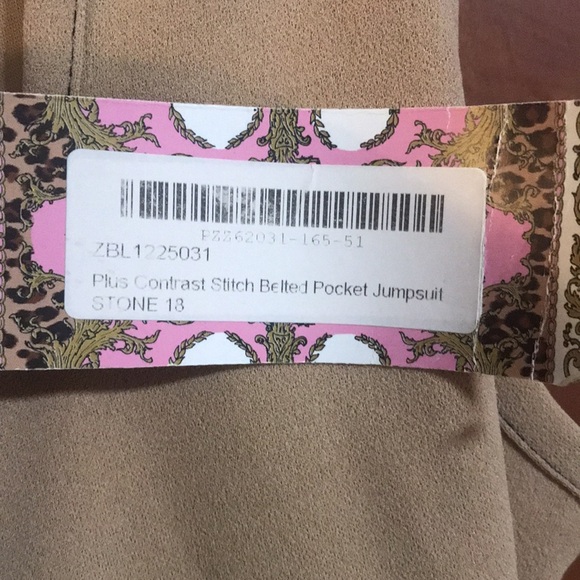 PZZ62031-165-51
ZBL1225031
Plus Contrast Stitch Belted Pocket Jumpsuit
STONE 18